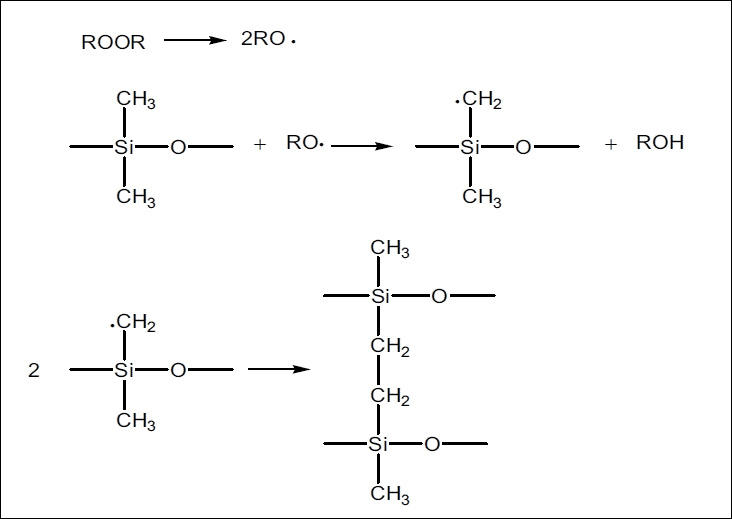 ROOR 2RO·
CH3 ·CH2
Si O + RO· Si O + ROH
CH3 CH3
CH3
Si O
·CH2
CH2
2 Si O
CH2
CH3
Si O
CH3